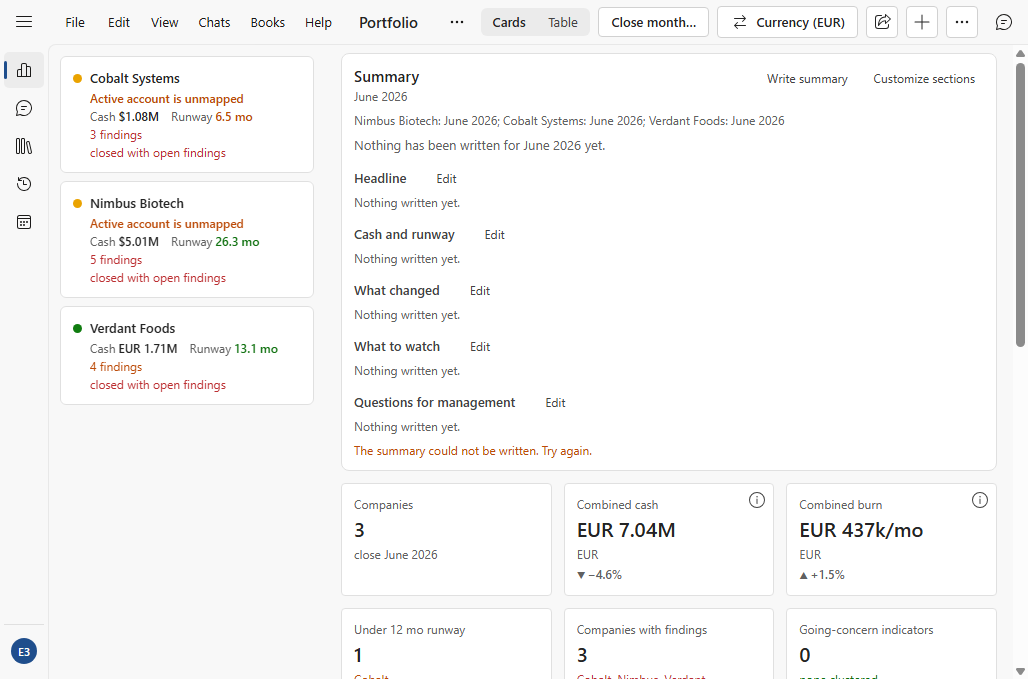 File Edit View Chats Books Help Portfolio ... Cards Table Close month... Currency (EUR) ...
Cobalt Systems
Active account is unmapped
Cash $1.08M Runway 6.5 mo
3 findings
closed with open findings
Nimbus Biotech
Active account is unmapped
Cash $5.01M Runway 26.3 mo
5 findings
closed with open findings
Verdant Foods
Cash EUR 1.71M Runway 13.1 mo
4 findings
closed with open findings
E3
Summary Write summary Customize sections
June 2026
Nimbus Biotech: June 2026; Cobalt Systems: June 2026; Verdant Foods: June 2026
Nothing has been written for June 2026 yet.
Headline Edit
Nothing written yet.
Cash and runway Edit
Nothing written yet.
What changed Edit
Nothing written yet.
What to watch Edit
Nothing written yet.
Questions for management Edit
Nothing written yet.
The summary could not be written. Try again.
Companies
3
close June 2026
Combined cash
EUR 7.04M
EUR
▼ −4.6%
Combined burn
EUR 437k/mo
EUR
▲ +1.5%
Under 12 mo runway
1
Cobalt
Companies with findings
3
Cobalt, Nimbus, Verdant
Going-concern indicators
0
none clustered